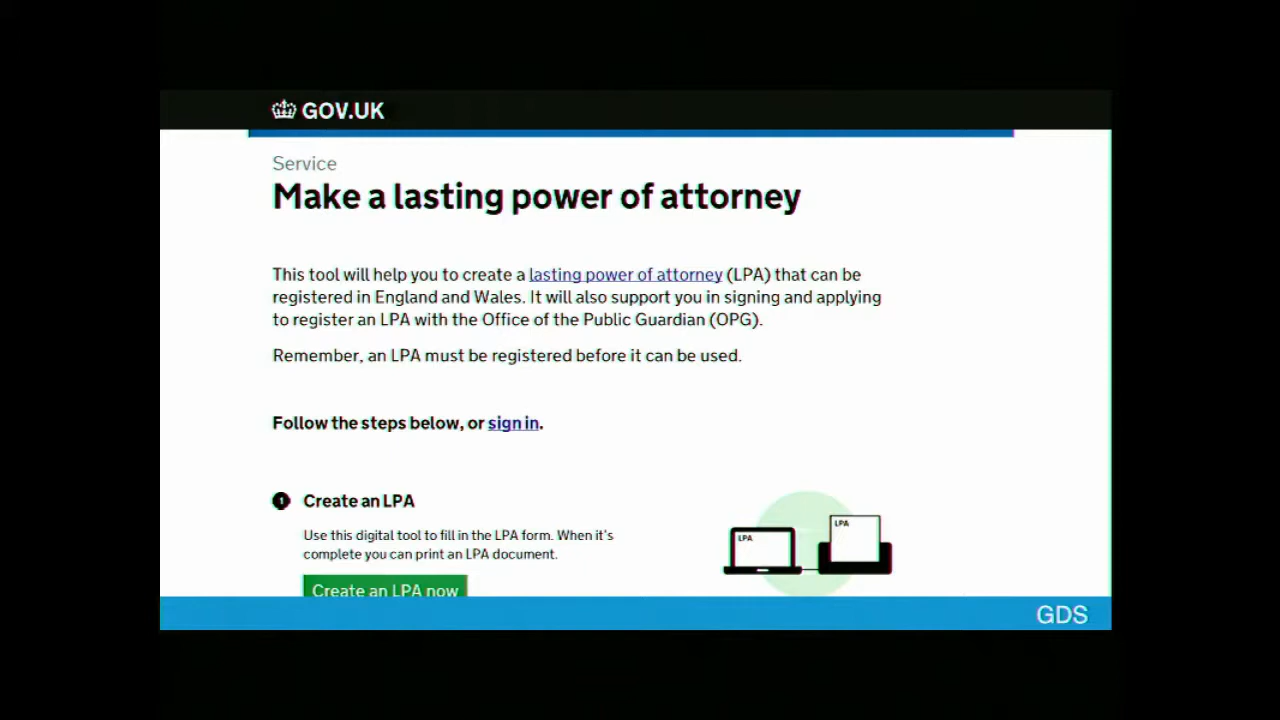 GOV.UK
Service
Make a lasting power of attorney
This tool will help you to create a lasting power of attorney (LPA) that can be
registered in England and Wales. It will also support you in signing and applying
to register an LPA with the Office of the Public Guardian (OPG).
Remember, an LPA must be registered before it can be used.
Follow the steps below, or sign in.
1 Create an LPA
Use this digital tool to fill in the LPA form. When it's
complete you can print an LPA document.
LPA
LPA
Create an LPA now
GDS